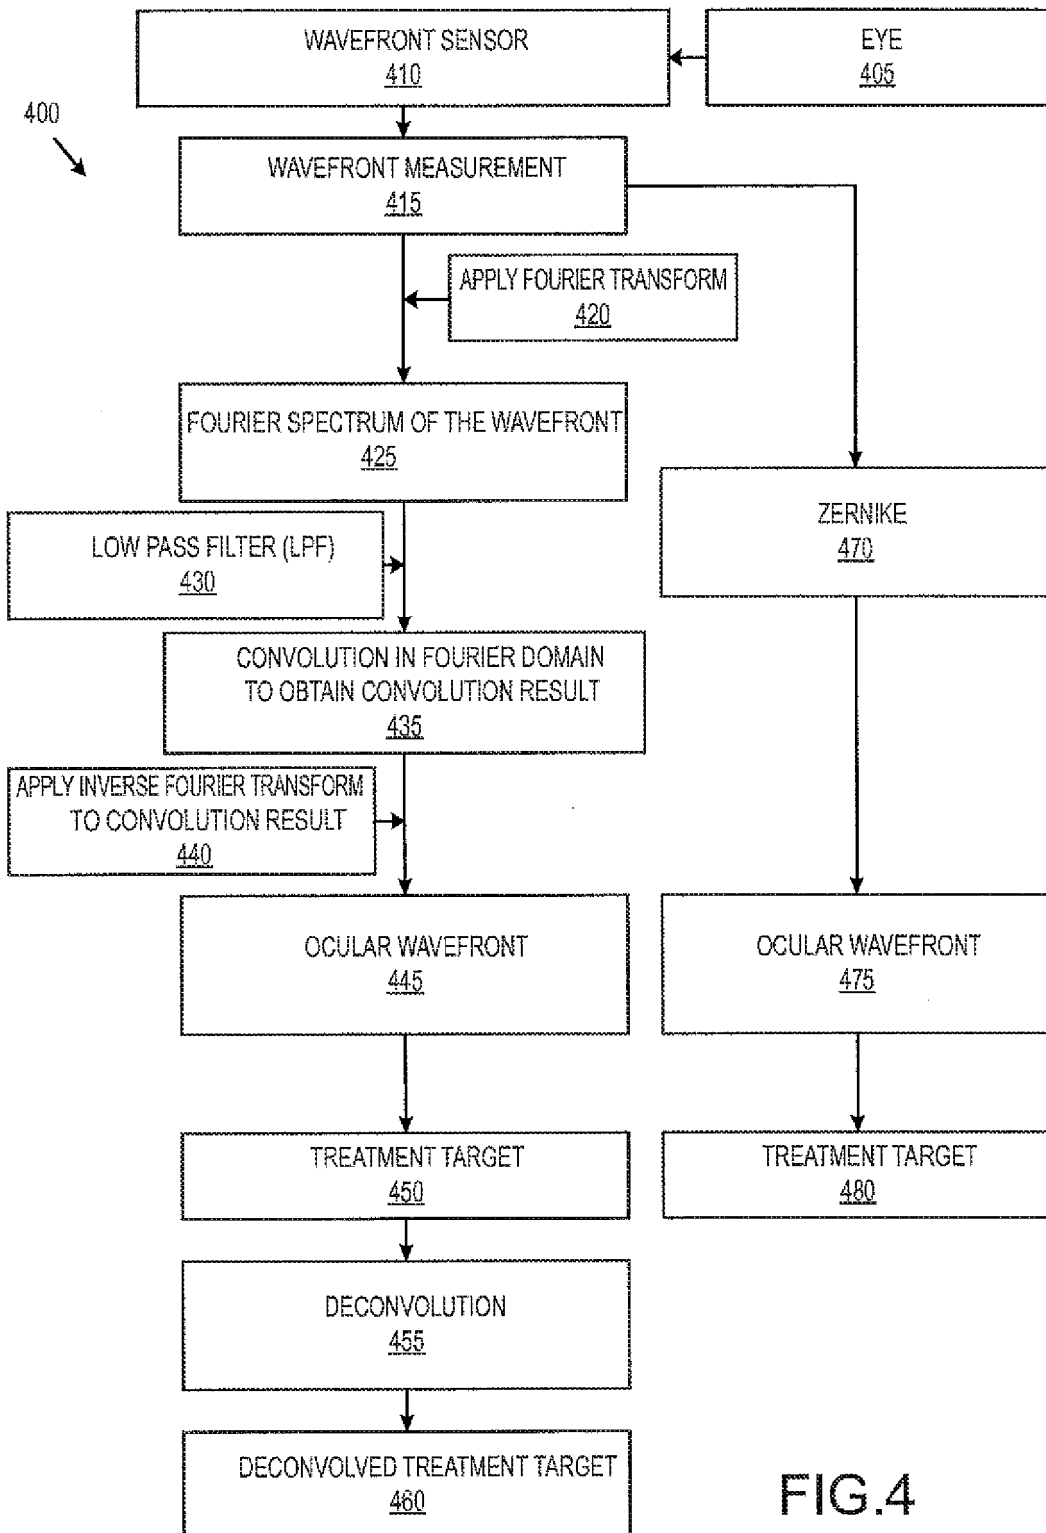 WAVEFRONT SENSOR
410
EYE
405
400
WAVEFRONT MEASUREMENT
415
APPLY FOURIER TRANSFORM
420
FOURIER SPECTRUM OF THE WAVEFRONT
425
LOW PASS FILTER (LPF)
430
ZERNIKE
470
CONVOLUTION IN FOURIER DOMAIN
TO OBTAIN CONVOLUTION RESULT
435
APPLY INVERSE FOURIER TRANSFORM
TO CONVOLUTION RESULT
440
OCULAR WAVEFRONT
445
OCULAR WAVEFRONT
475
TREATMENT TARGET
450
TREATMENT TARGET
480
DECONVOLUTION
455
DECONVOLVED TREATMENT TARGET
460
FIG.4